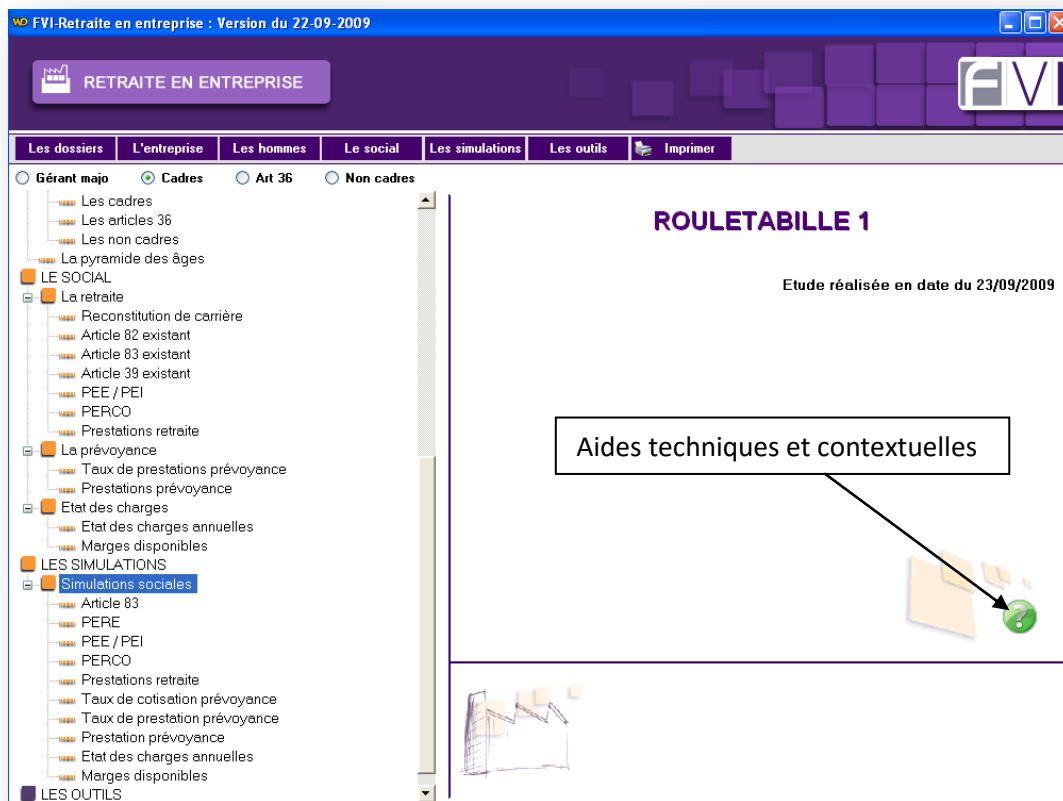 FVI-Retraite en entreprise : Version du 22-09-2009
RETRAITE EN ENTREPRISE
FVI
Les dossiers L'entreprise Les hommes Le social Les simulations Les outils Imprimer
Gérant majo Cadres Art 36 Non cadres
Les cadres
Les articles 36
Les non cadres
La pyramide des âges
LE SOCIAL
La retraite
Reconstitution de carrière
Article 82 existant
Article 83 existant
Article 39 existant
PEE / PEI
PERCO
Prestations retraite
La prévoyance
Taux de prestations prévoyance
Prestations prévoyance
Etat des charges
Etat des charges annuelles
Marges disponibles
LES SIMULATIONS
Simulations sociales
Article 83
PERE
PEE / PEI
PERCO
Prestations retraite
Taux de cotisation prévoyance
Taux de prestation prévoyance
Prestation prévoyance
Etat des charges annuelles
Marges disponibles
LES OUTILS
ROULETABILLE 1
Etude réalisée en date du 23/09/2009
Aides techniques et contextuelles
?